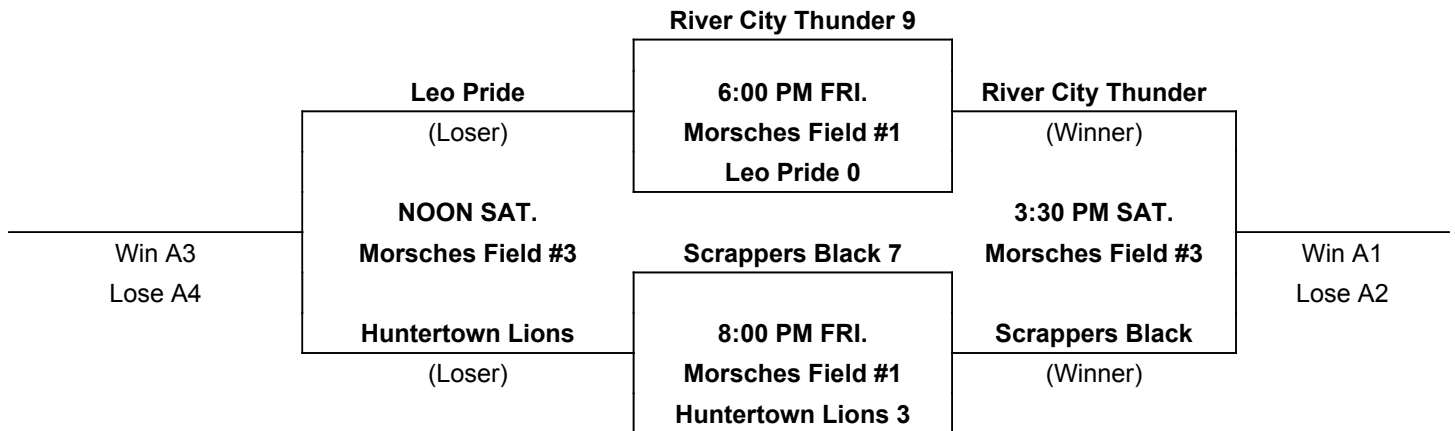 River City Thunder 9
Leo Pride
6:00 PM FRI.
River City Thunder
(Loser)
Morsches Field #1
(Winner)
Leo Pride 0
NOON SAT.
3:30 PM SAT.
Win A3
Morsches Field #3
Scrappers Black 7
Morsches Field #3
Win A1
Lose A4
Lose A2
Huntertown Lions
8:00 PM FRI.
Scrappers Black
(Loser)
Morsches Field #1
(Winner)
Huntertown Lions 3